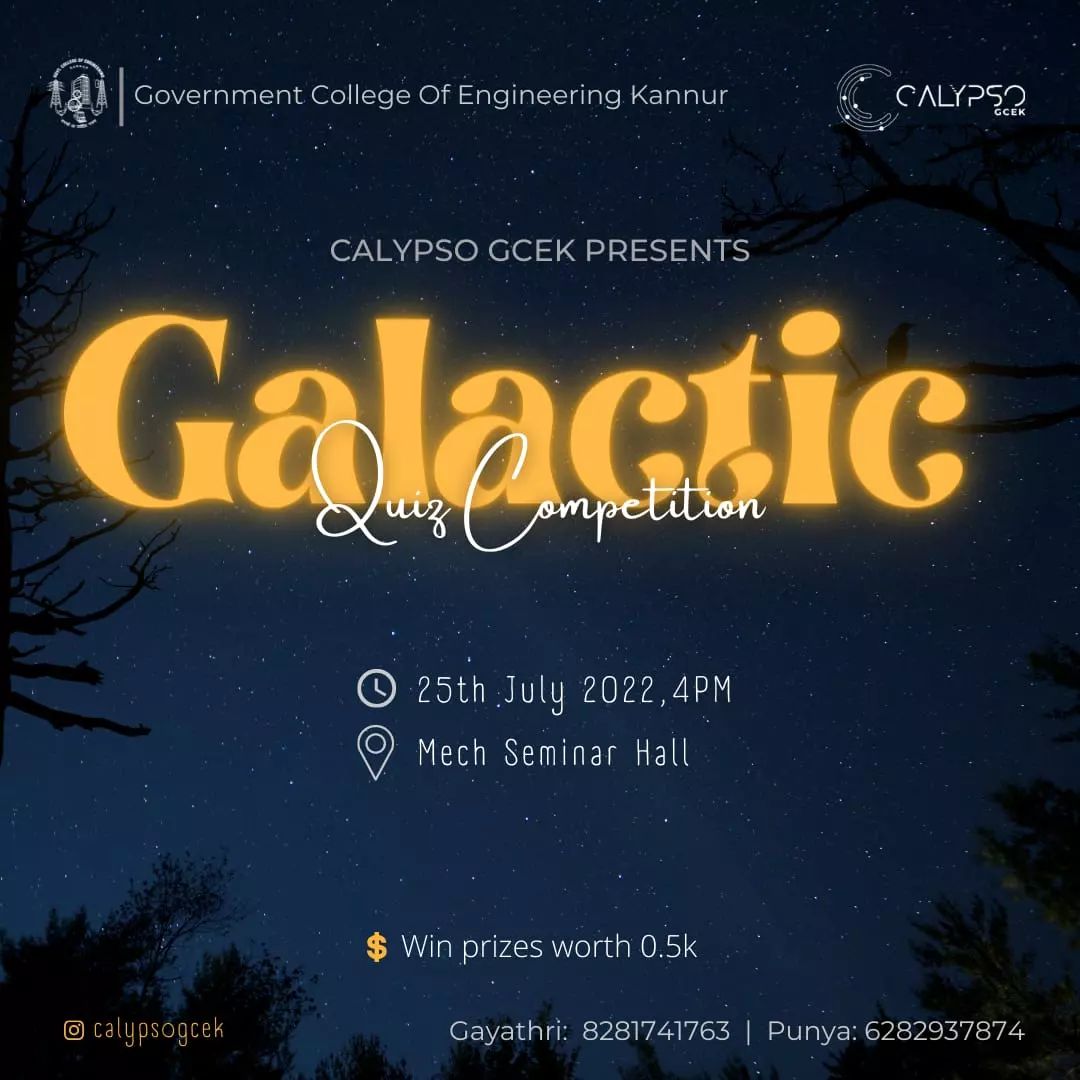 Government College Of Engineering Kannur
CALYPSO
GCEK
CALYPSO GCEK PRESENTS
Galactic
Quiz Competition
25th July 2022,4PM
Mech Seminar Hall
$ Win prizes worth 0.5k
calypsogcek
Gayathri: 8281741763 | Punya: 6282937874